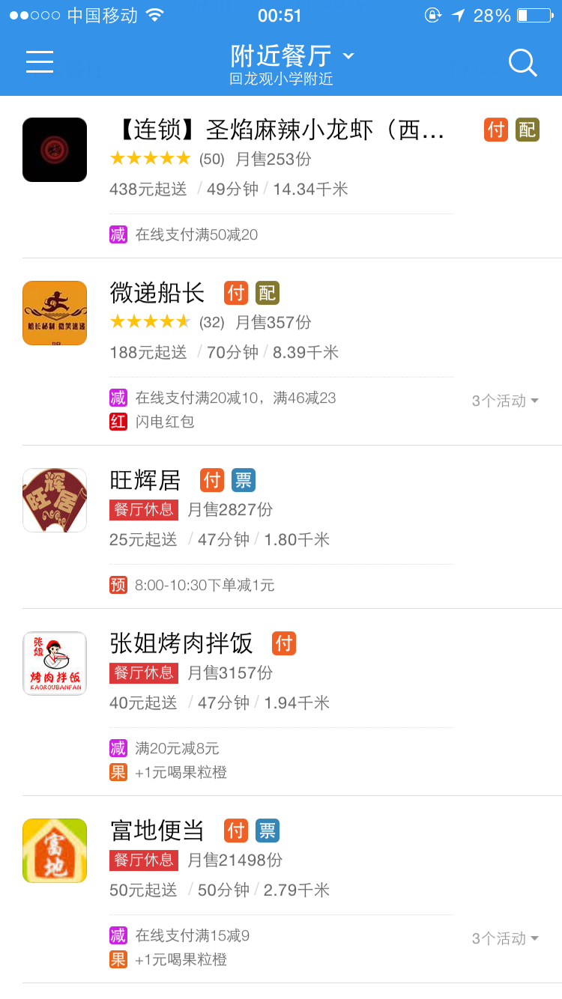 中国移动 00:51 28%
附近餐厅
回龙观小学附近
【连锁】圣焰麻辣小龙虾（西... 付 配
(50) 月售253份
438元起送 / 49分钟 / 14.34千米
减 在线支付满50减20
微递船长 付 配
船长秘制 微笑速递
(32) 月售357份
188元起送 / 70分钟 / 8.39千米
减 在线支付满20减10，满46减23
3个活动
红 闪电红包
旺辉居
旺辉居 付 票
餐厅休息 月售2827份
25元起送 / 47分钟 / 1.80千米
预 8:00-10:30下单减1元
张姐
烤肉拌饭
KAOROUBANFAN
张姐烤肉拌饭 付
餐厅休息 月售3157份
40元起送 / 47分钟 / 1.94千米
减 满20元减8元
果 +1元喝果粒橙
富地
富地便当 付 票
餐厅休息 月售21498份
50元起送 / 50分钟 / 2.79千米
减 在线支付满15减9
3个活动
果 +1元喝果粒橙